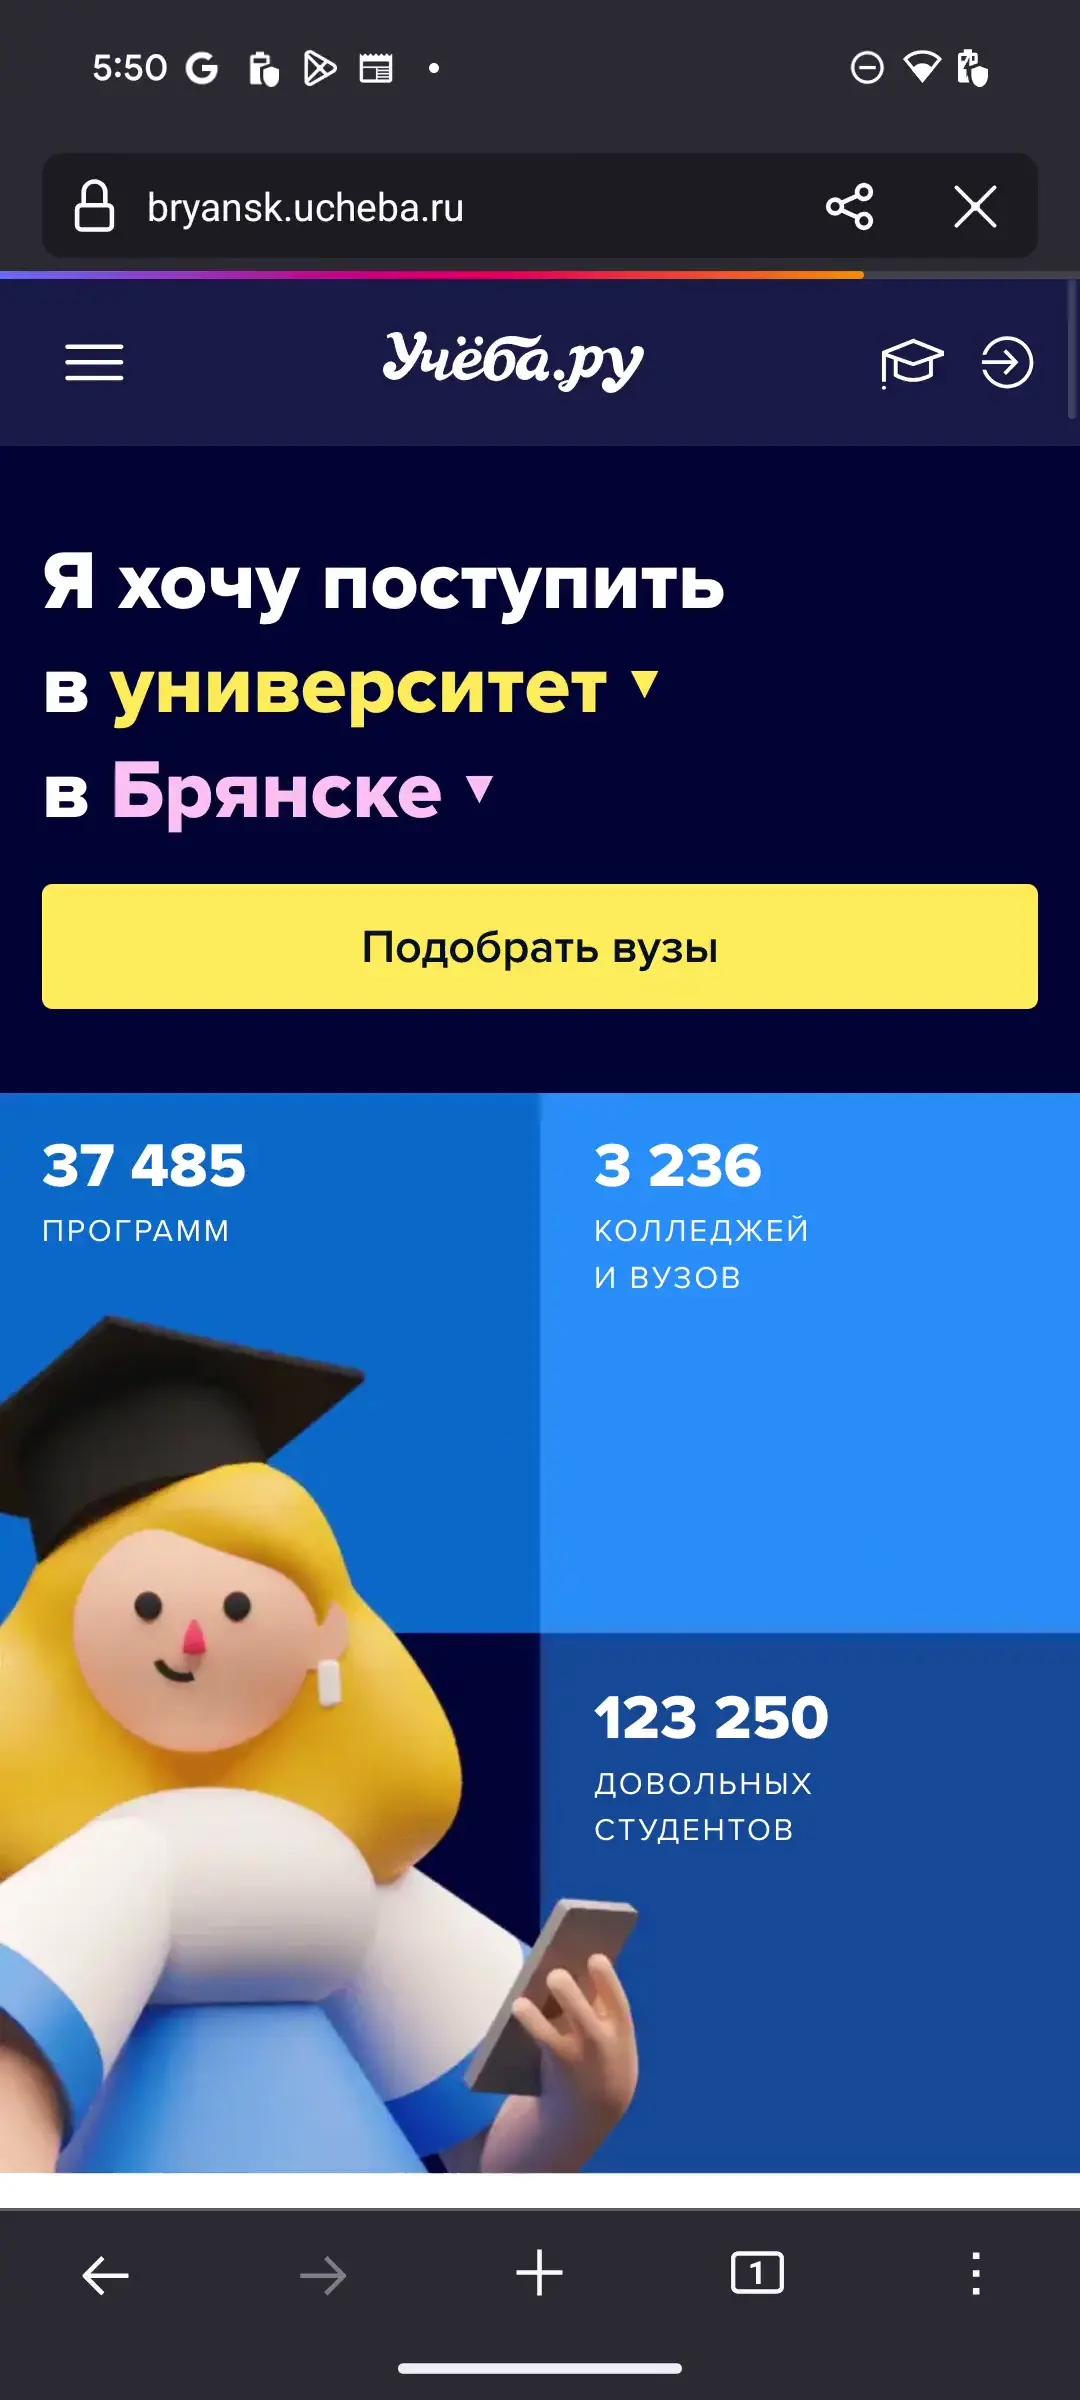 5:50
bryansk.ucheba.ru
Учёба.ру
Я хочу поступить
в университет
в Брянске
Подобрать вузы
37 485
ПРОГРАММ
3 236
КОЛЛЕДЖЕЙ
И ВУЗОВ
123 250
ДОВОЛЬНЫХ
СТУДЕНТОВ
1